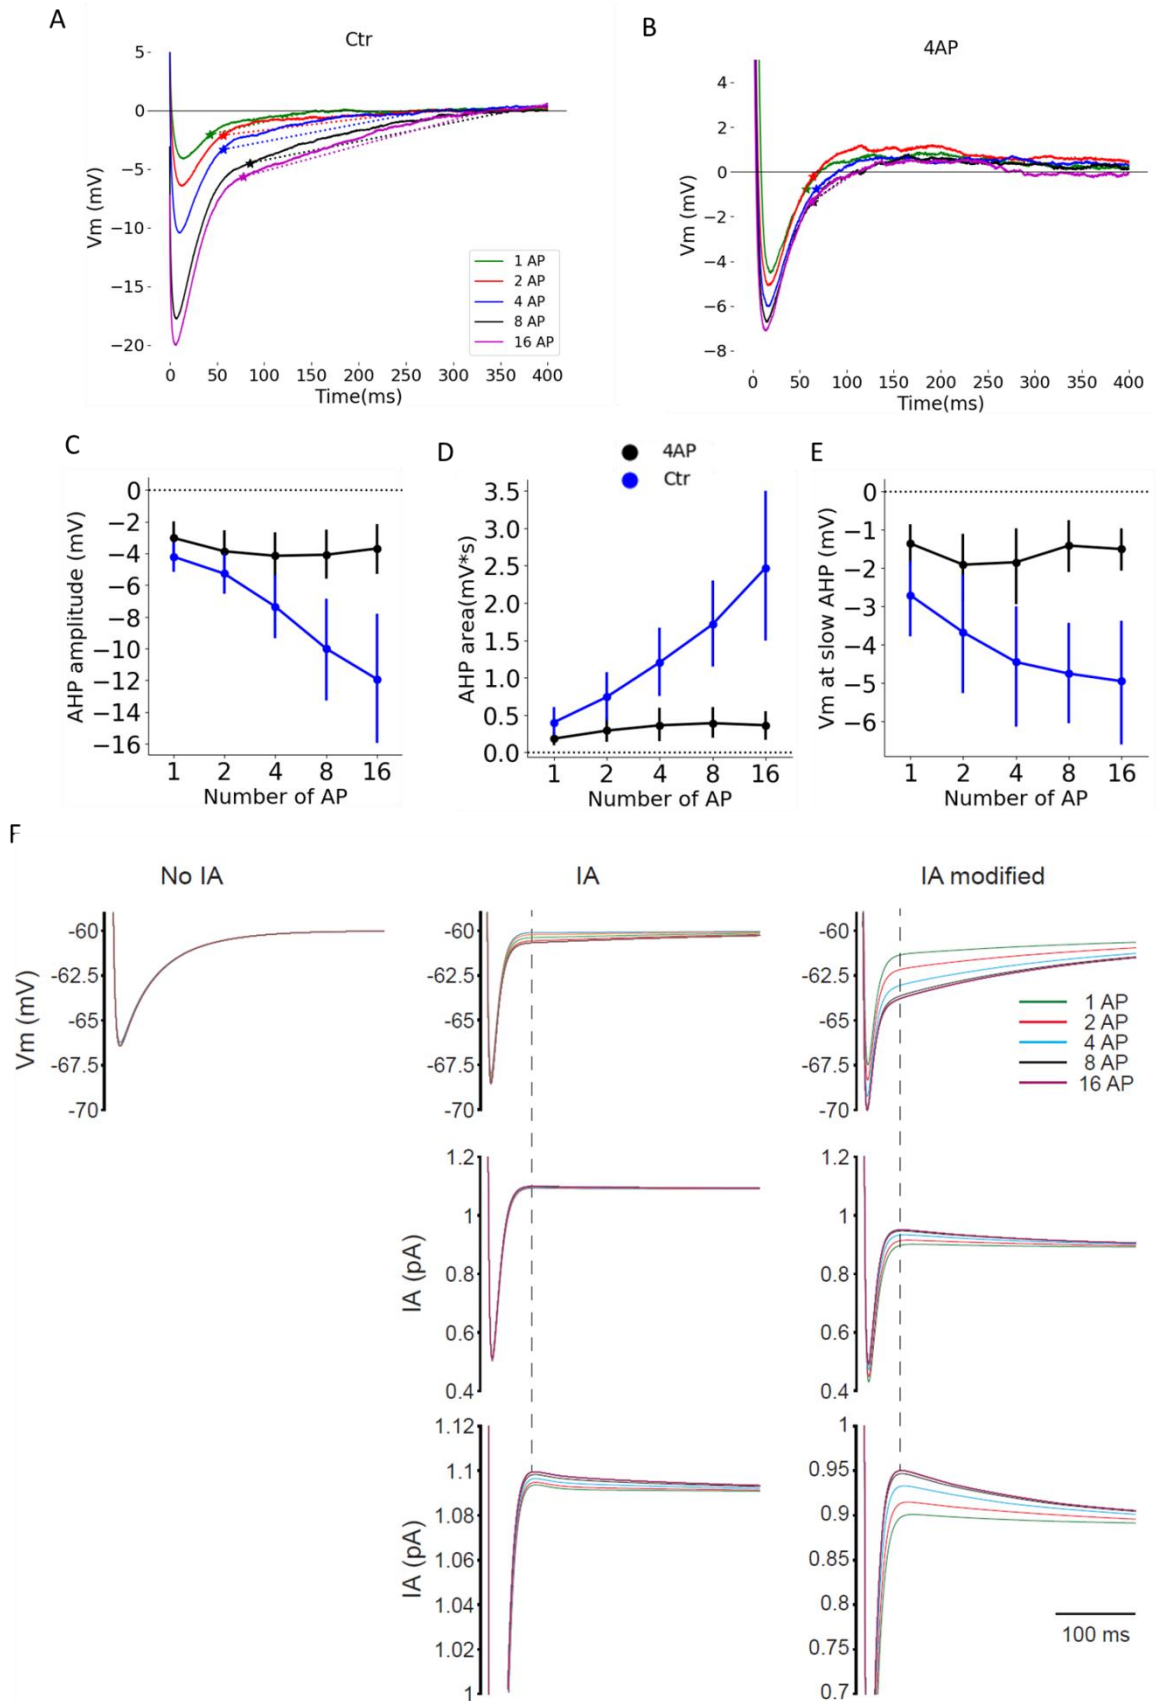 A
Ctr
B
4AP
5
0
−5
−10
−15
−20
Vm (mV)
1 AP
2 AP
4 AP
8 AP
16 AP
0 50 100 150 200 250 300 350 400
Time(ms)
4
2
0
−2
−4
−6
−8
Vm (mV)
0 50 100 150 200 250 300 350 400
Time(ms)
C
0
−2
−4
−6
−8
−10
−12
−14
−16
AHP amplitude (mV)
1 2 4 8 16
Number of AP
D
4AP
Ctr
3.5
3.0
2.5
2.0
1.5
1.0
0.5
0.0
AHP area(mV*s)
1 2 4 8 16
Number of AP
E
0
−1
−2
−3
−4
−5
−6
Vm at slow AHP (mV)
1 2 4 8 16
Number of AP
F
No IA
IA
IA modified
-60
-62.5
-65
-67.5
-70
Vm (mV)
-60
-62.5
-65
-67.5
-70
-60
-62.5
-65
-67.5
-70
1 AP
2 AP
4 AP
8 AP
16 AP
1.2
1
0.8
0.6
0.4
IA (pA)
1.2
1
0.8
0.6
0.4
1.12
1.1
1.08
1.06
1.04
1.02
1
IA (pA)
1
0.95
0.9
0.85
0.8
0.75
0.7
100 ms